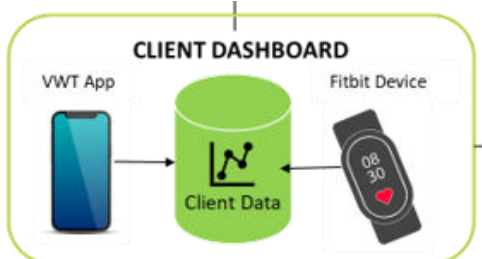 CLIENT DASHBOARD
VWT App
Fitbit Device
08
30
Client Data